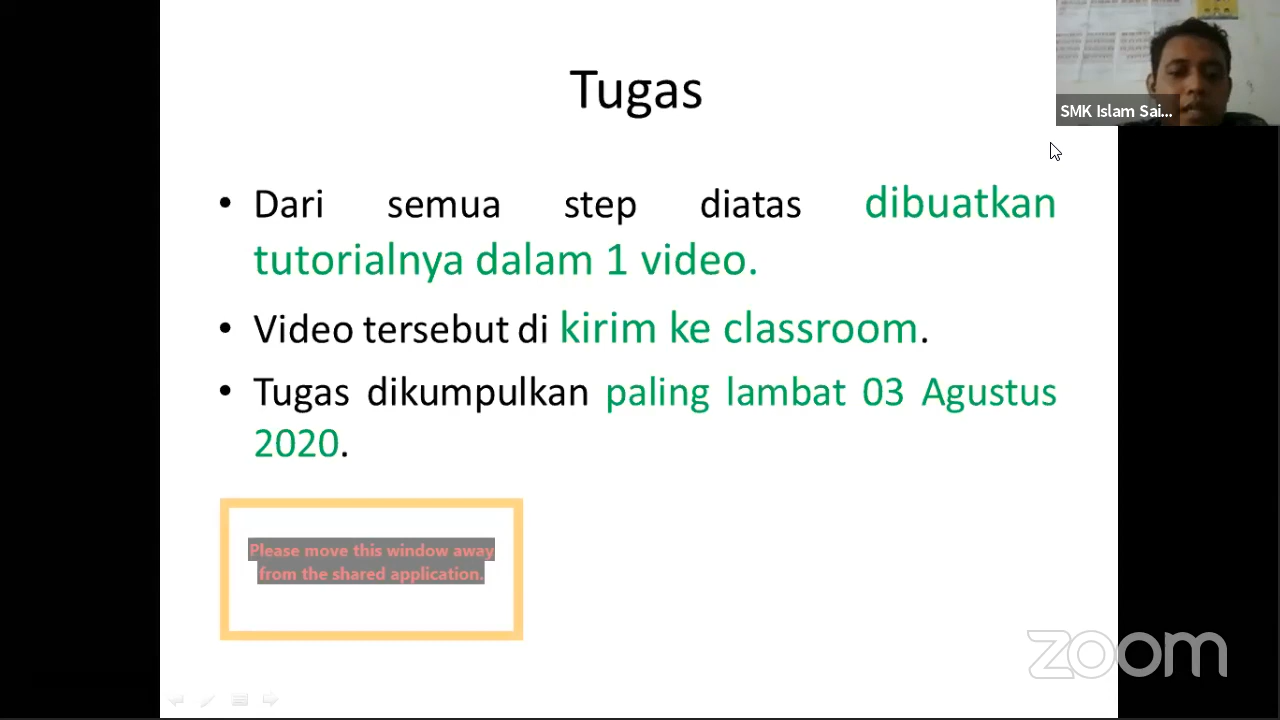 Tugas
SMK Islam Sai...
• Dari semua step diatas dibuatkan
tutorialnya dalam 1 video.
• Video tersebut di kirim ke classroom.
• Tugas dikumpulkan paling lambat 03 Agustus
2020.
Please move this window away
from the shared application.
zoom